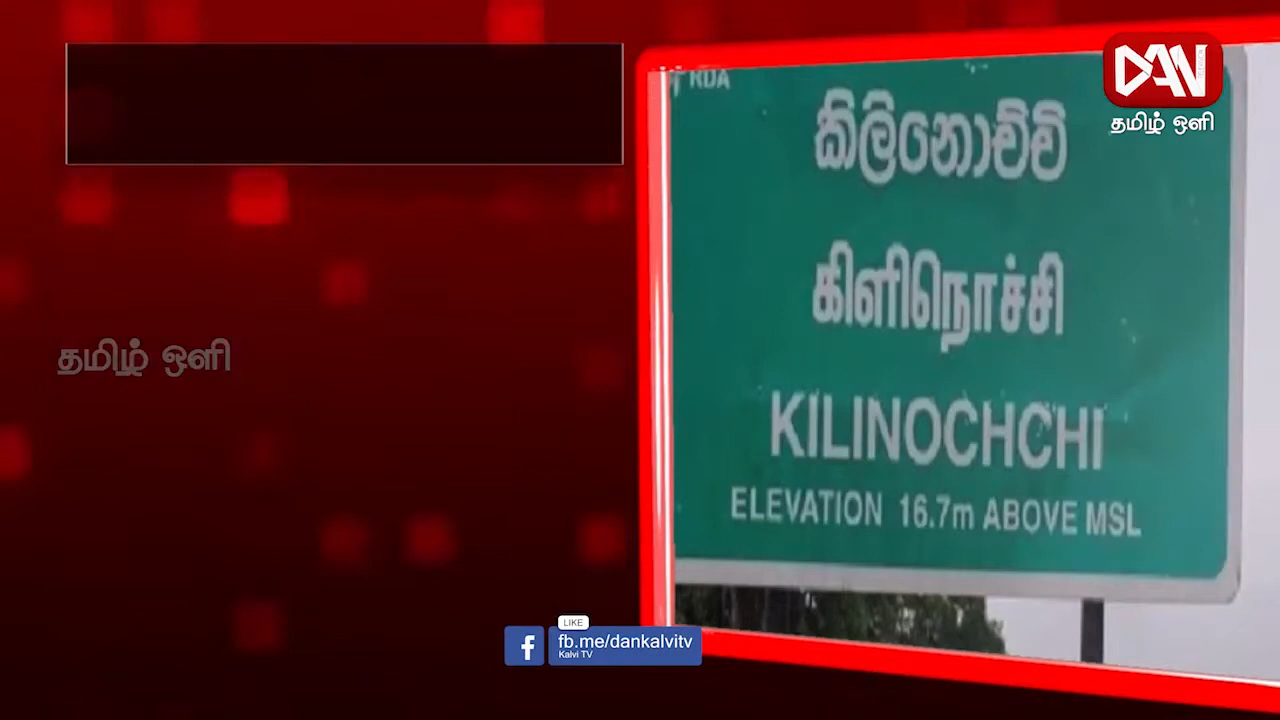 DAN
தமிழ் ஒளி
RDA
කිලිනොච්චි
கிளிநொச்சி
KILINOCHCHI
ELEVATION 16.7m ABOVE MSL
தமிழ் ஒளி
LIKE
f
fb.me/dankalvitv
Kalvi TV